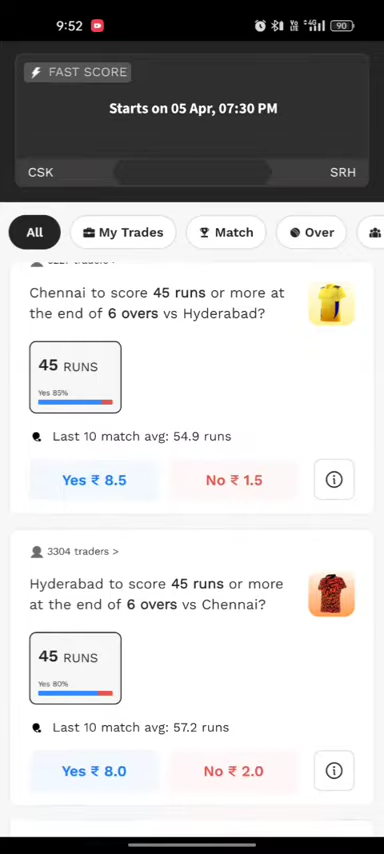 9:52
Vo
LTE
4G
90
FAST SCORE
Starts on 05 Apr, 07:30 PM
CSK
SRH
All
My Trades
Match
Over
Chennai to score 45 runs or more at
the end of 6 overs vs Hyderabad?
45 RUNS
Yes 85%
Last 10 match avg: 54.9 runs
Yes ₹ 8.5
No ₹ 1.5
3304 traders >
Hyderabad to score 45 runs or more
at the end of 6 overs vs Chennai?
45 RUNS
Yes 80%
Last 10 match avg: 57.2 runs
Yes ₹ 8.0
No ₹ 2.0